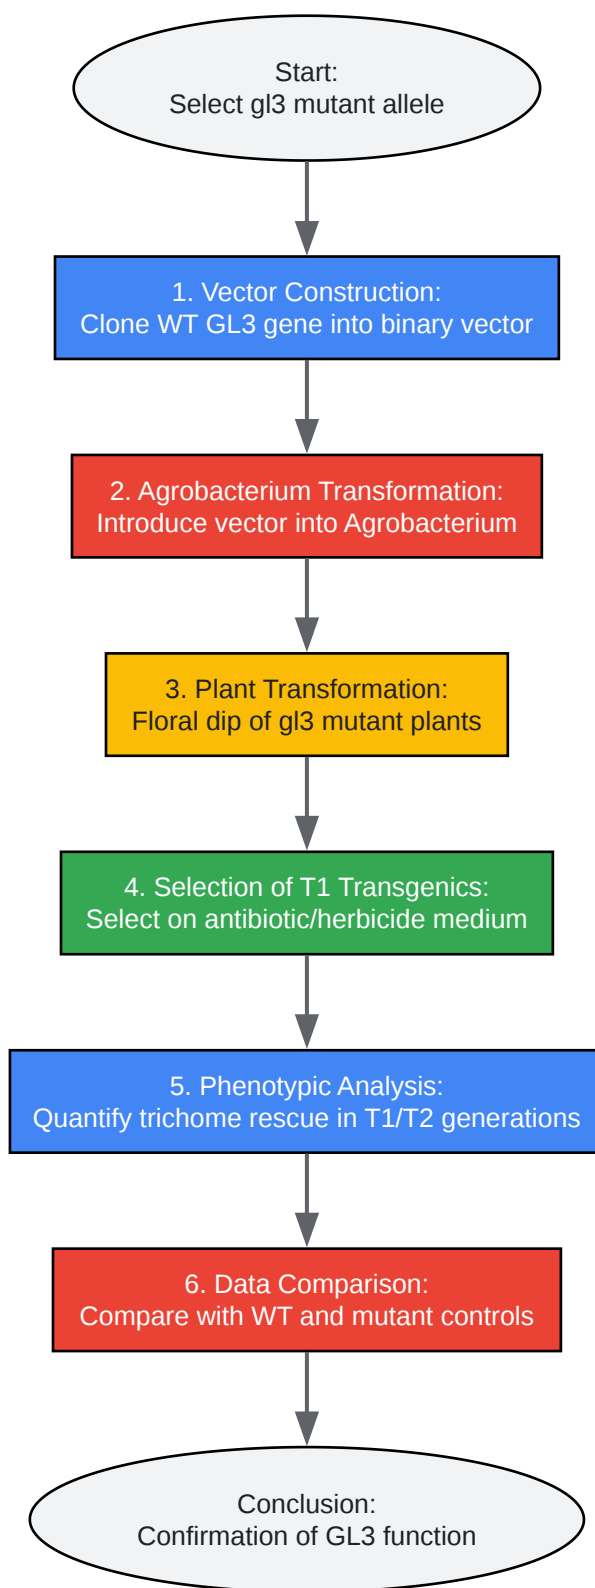 Start:
Select gl3 mutant allele
1. Vector Construction:
Clone WT GL3 gene into binary vector
2. Agrobacterium Transformation:
Introduce vector into Agrobacterium
3. Plant Transformation:
Floral dip of gl3 mutant plants
4. Selection of T1 Transgenics:
Select on antibiotic/herbicide medium
5. Phenotypic Analysis:
Quantify trichome rescue in T1/T2 generations
6. Data Comparison:
Compare with WT and mutant controls
Conclusion:
Confirmation of GL3 function